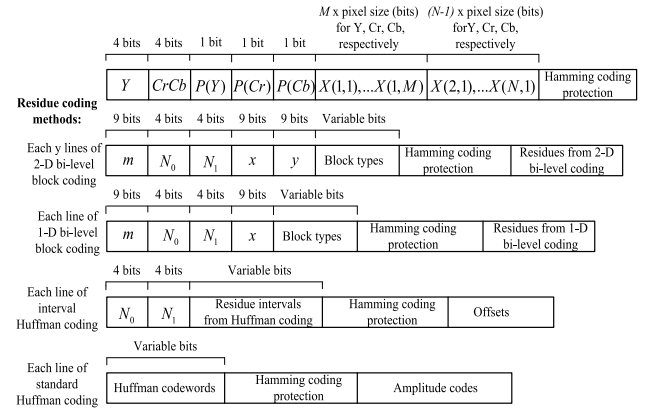 M x pixel size (bits) (N-1) x pixel size (bits)
for Y, Cr, Cb, forY, Cr, Cb,
4 bits 4 bits 1 bit 1 bit 1 bit respectively respectively
Y CrCb P(Y) P(Cr) P(Cb) X(1,1),...X(1,M) X(2,1),...X(N,1) Hamming coding protection
Residue coding
methods:
9 bits 4 bits 4 bits 9 bits 9 bits Variable bits
Each y lines of
2-D bi-level
block coding
m N₀ N₁ x y Block types Hamming coding protection Residues from 2-D bi-level coding
9 bits 4 bits 4 bits 9 bits Variable bits
Each line of
1-D bi-level
block coding
m N₀ N₁ x Block types Hamming coding protection Residues from 1-D bi-level coding
4 bits 4 bits Variable bits
Each line of
interval
Huffman coding
N₀ N₁ Residue intervals from Huffman coding Hamming coding protection Offsets
Variable bits
Each line of
standard
Huffman coding
Huffman codewords Hamming coding protection Amplitude codes